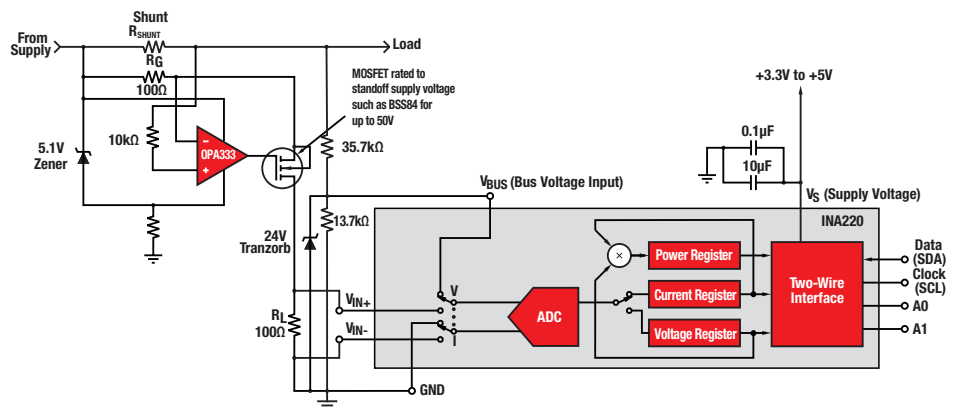 Shunt
R_SHUNT
From
Supply
Load
R_G
100Ω
MOSFET rated to
standoff supply voltage
such as BSS84 for
up to 50V
5.1V
Zener
10kΩ
−
+
OPA333
35.7kΩ
+3.3V to +5V
0.1µF
10µF
V_BUS (Bus Voltage Input)
V_S (Supply Voltage)
INA220
24V
Tranzorb
13.7kΩ
×
Power Register
Current Register
Voltage Register
Two-Wire
Interface
Data
(SDA)
Clock
(SCL)
A0
A1
V
I
ADC
V_IN+
V_IN-
R_L
100Ω
GND